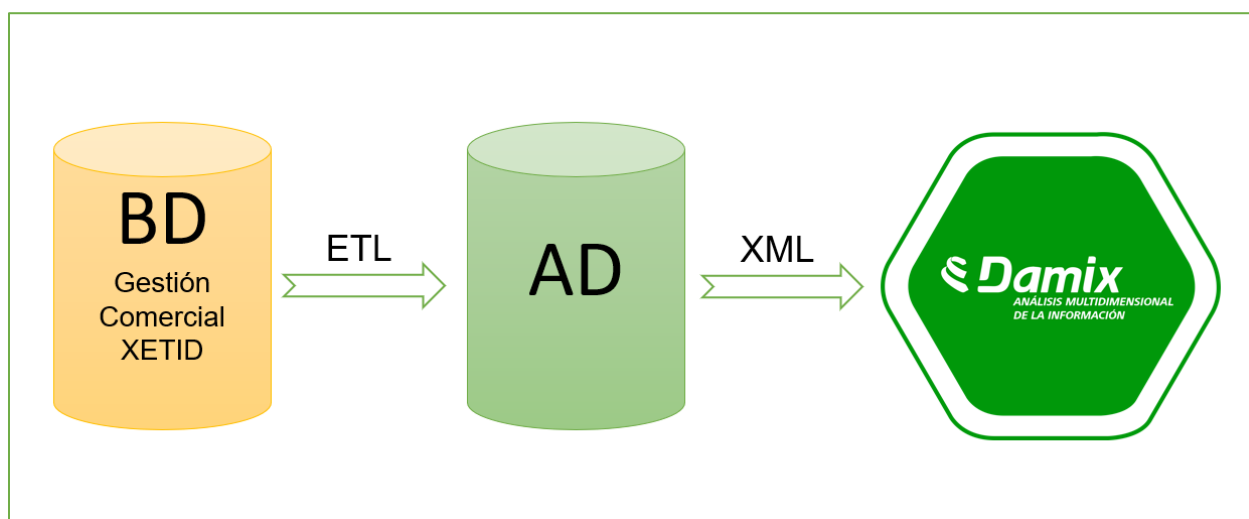 BD
Gestión
Comercial
XETID
ETL
AD
XML
Damix
ANÁLISIS MULTIDIMENSIONAL
DE LA INFORMACIÓN